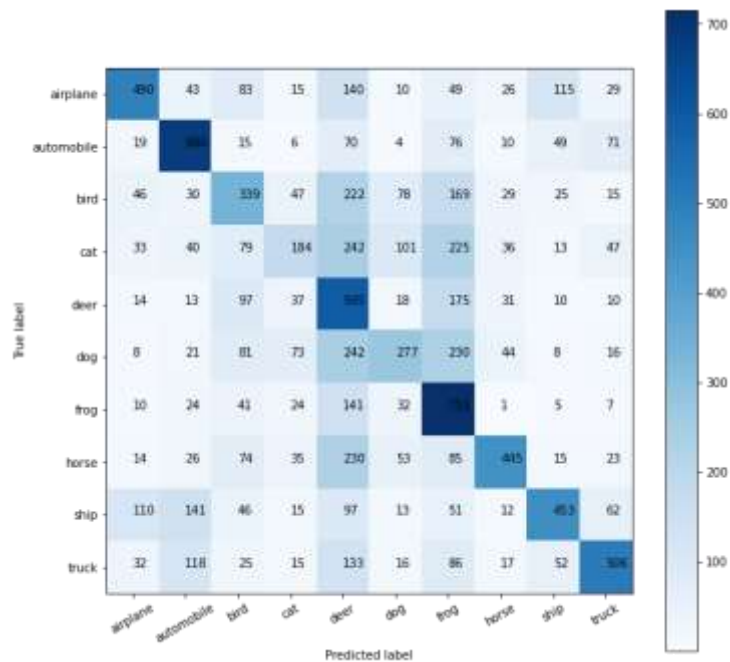 700
airplane 490 43 83 15 140 10 49 26 115 29
600
automobile 19 680 15 6 70 4 76 10 49 71
bird 46 30 339 47 222 78 169 29 25 15
500
cat 33 40 79 184 242 101 225 36 13 47
400
deer 14 13 97 37 595 18 175 31 10 10
True label
dog 8 21 81 73 242 277 230 44 8 16
300
frog 10 24 41 24 141 32 715 1 5 7
200
horse 14 26 74 35 230 53 85 445 15 23
ship 110 141 46 15 97 13 51 12 453 62
100
truck 32 118 25 15 133 16 86 17 52 506
airplane automobile bird cat deer dog frog horse ship truck
Predicted label